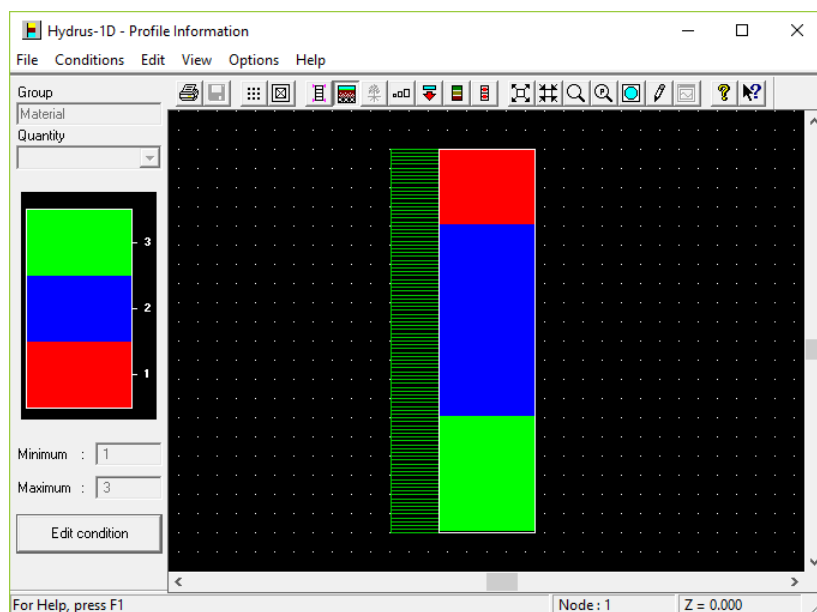 Hydrus-1D - Profile Information
File Conditions Edit View Options Help
Group
Material
Quantity
3
2
1
Minimum : 1
Maximum : 3
Edit condition
For Help, press F1 Node : 1 Z = 0.000